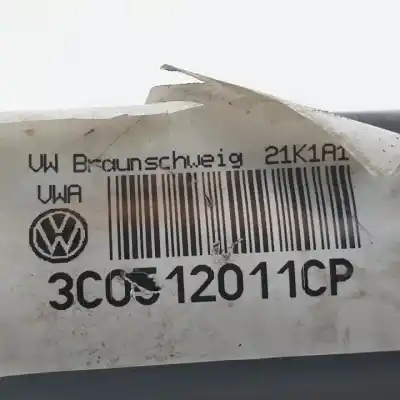 VW Braunschweig 21K1A1
VWA
3C0512011CP